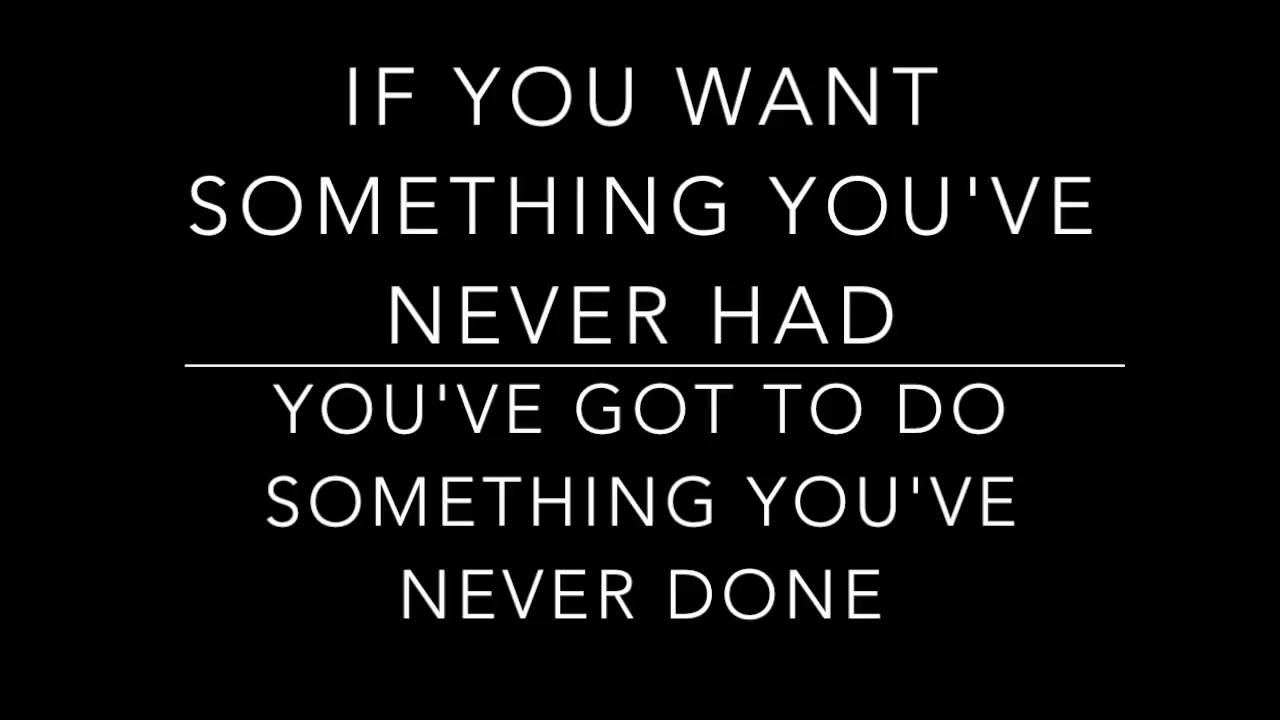 IF YOU WANT
SOMETHING YOU'VE
NEVER HAD
YOU'VE GOT TO DO
SOMETHING YOU'VE
NEVER DONE